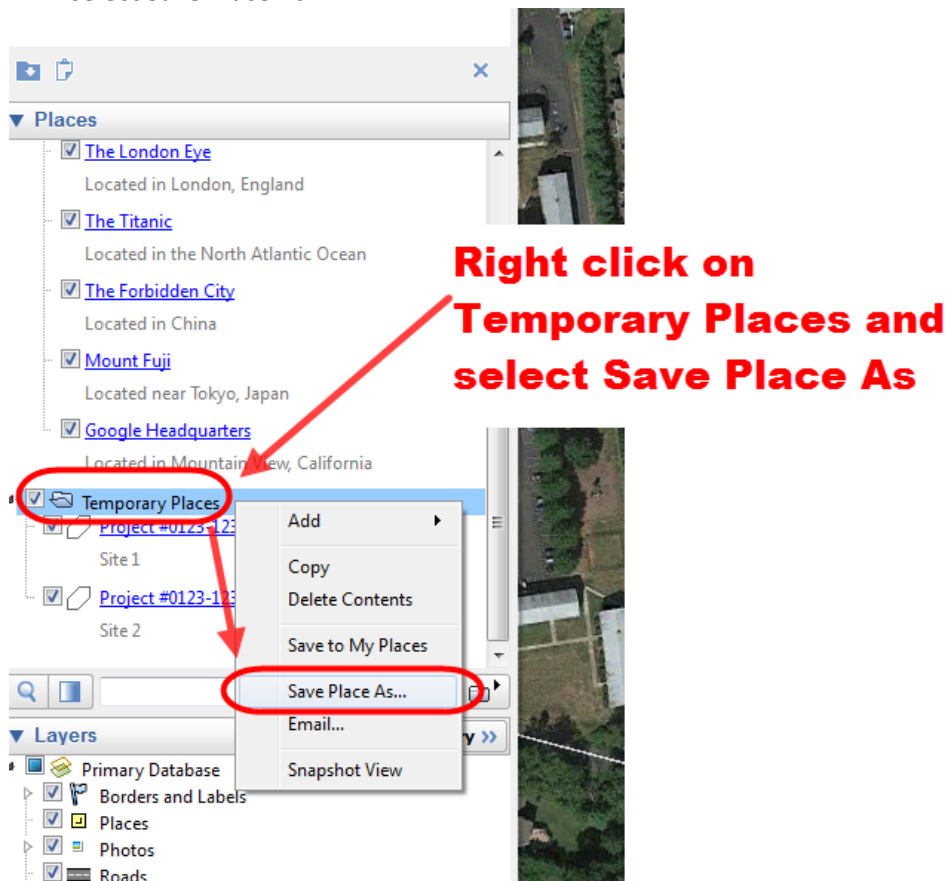 Places
The London Eye
Located in London, England
The Titanic
Located in the North Atlantic Ocean
The Forbidden City
Located in China
Mount Fuji
Located near Tokyo, Japan
Google Headquarters
Located in Mountain View, California
Right click on
Temporary Places and
select Save Place As
Temporary Places
Project #0123-123
Site 1
Project #0123-123
Site 2
Add
Copy
Delete Contents
Save to My Places
Save Place As...
Email...
Snapshot View
Layers
Primary Database
Borders and Labels
Places
Photos
Roads